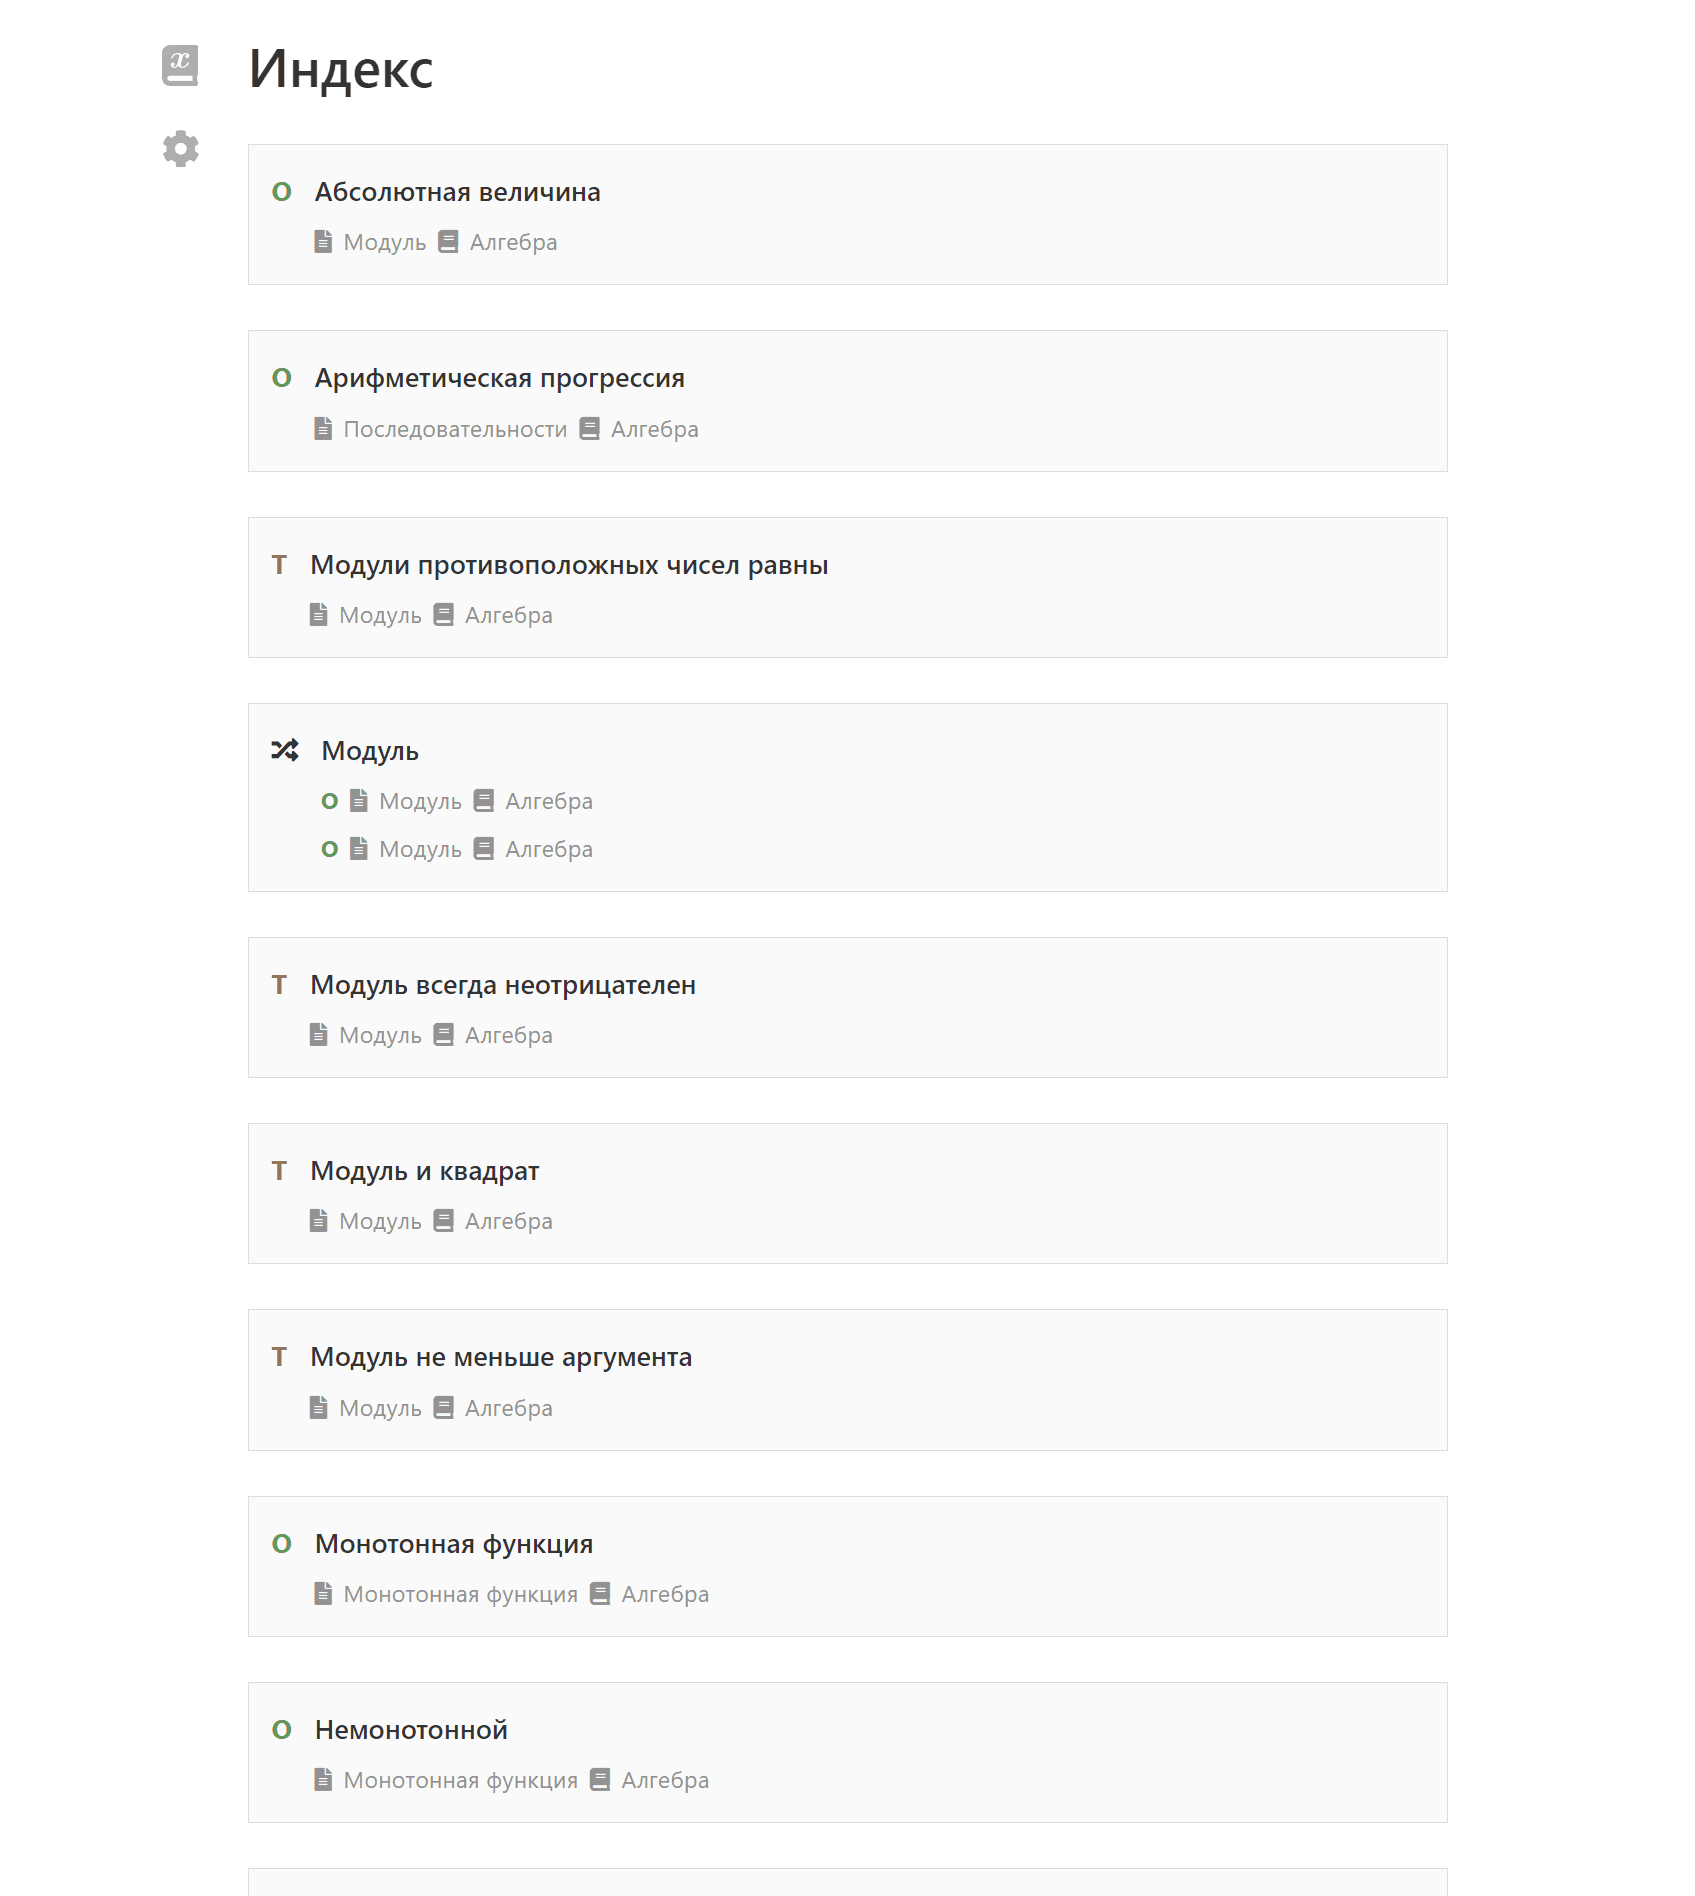 x
Индекс
О Абсолютная величина
Модуль Алгебра
О Арифметическая прогрессия
Последовательности Алгебра
Т Модули противоположных чисел равны
Модуль Алгебра
Модуль
О Модуль Алгебра
О Модуль Алгебра
Т Модуль всегда неотрицателен
Модуль Алгебра
Т Модуль и квадрат
Модуль Алгебра
Т Модуль не меньше аргумента
Модуль Алгебра
О Монотонная функция
Монотонная функция Алгебра
О Немонотонной
Монотонная функция Алгебра